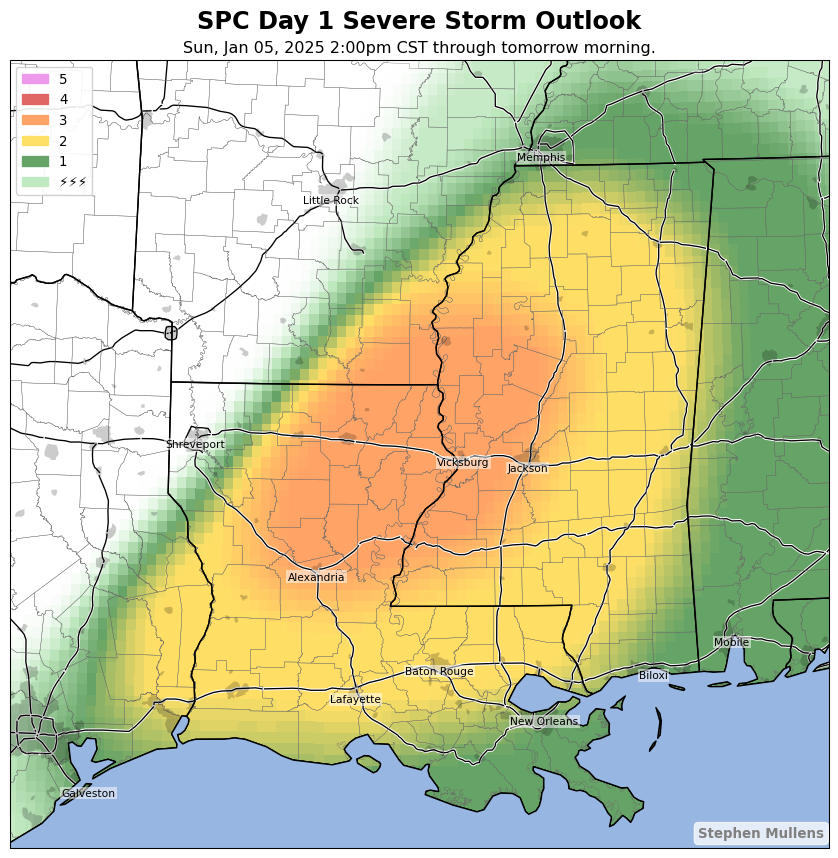 SPC Day 1 Severe Storm Outlook
Sun, Jan 05, 2025 2:00pm CST through tomorrow morning.
5
4
3
2
1
⚡⚡⚡
Memphis
Little Rock
Shreveport
Vicksburg
Jackson
Alexandria
Mobile
Baton Rouge
Biloxi
Lafayette
New Orleans
Galveston
Stephen Mullens